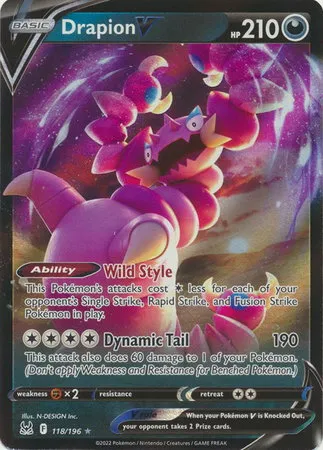 BASIC Drapion V HP 210
Ability Wild Style
This Pokémon's attacks cost less for each of your
opponent's Single Strike, Rapid Strike, and Fusion Strike
Pokémon in play.
Dynamic Tail 190
This attack also does 60 damage to 1 of your Pokémon.
(Don't apply Weakness and Resistance for Benched Pokémon.)
weakness ×2 resistance retreat
V rule When your Pokémon V is Knocked Out,
your opponent takes 2 Prize cards.
Illus. N-DESIGN Inc.
F 118/196 ★
©2022 Pokémon / Nintendo / Creatures / GAME FREAK